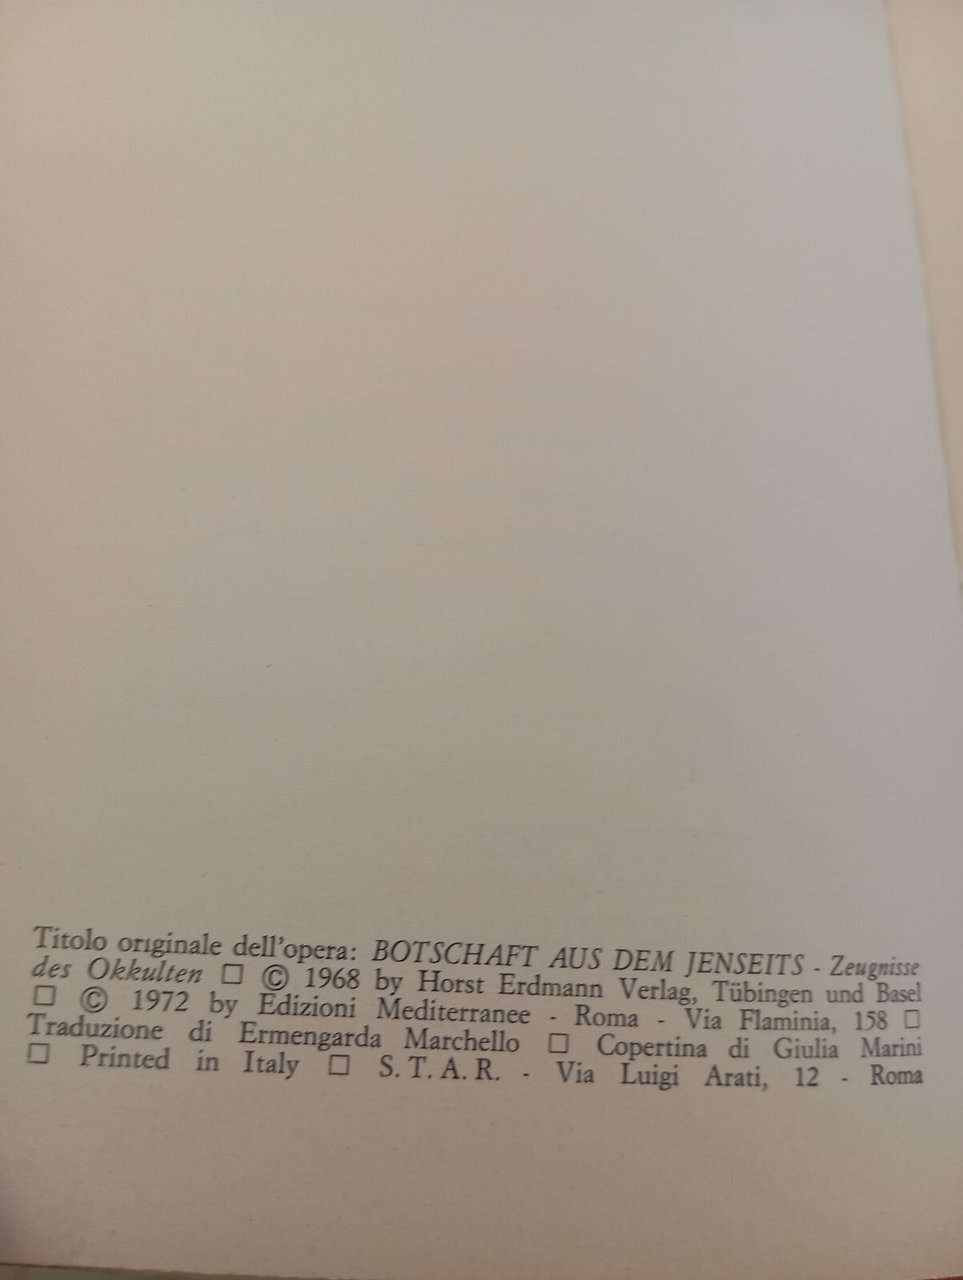 Titolo originale dell'opera: BOTSCHAFT AUS DEM JENSEITS - Zeugnisse
des Okkulten □ © 1968 by Horst Erdmann Verlag, Tübingen und Basel
□ © 1972 by Edizioni Mediterranee - Roma - Via Flaminia, 158 □
Traduzione di Ermengarda Marchello □ Copertina di Giulia Marini
□ Printed in Italy □ S. T. A. R. - Via Luigi Arati, 12 - Roma